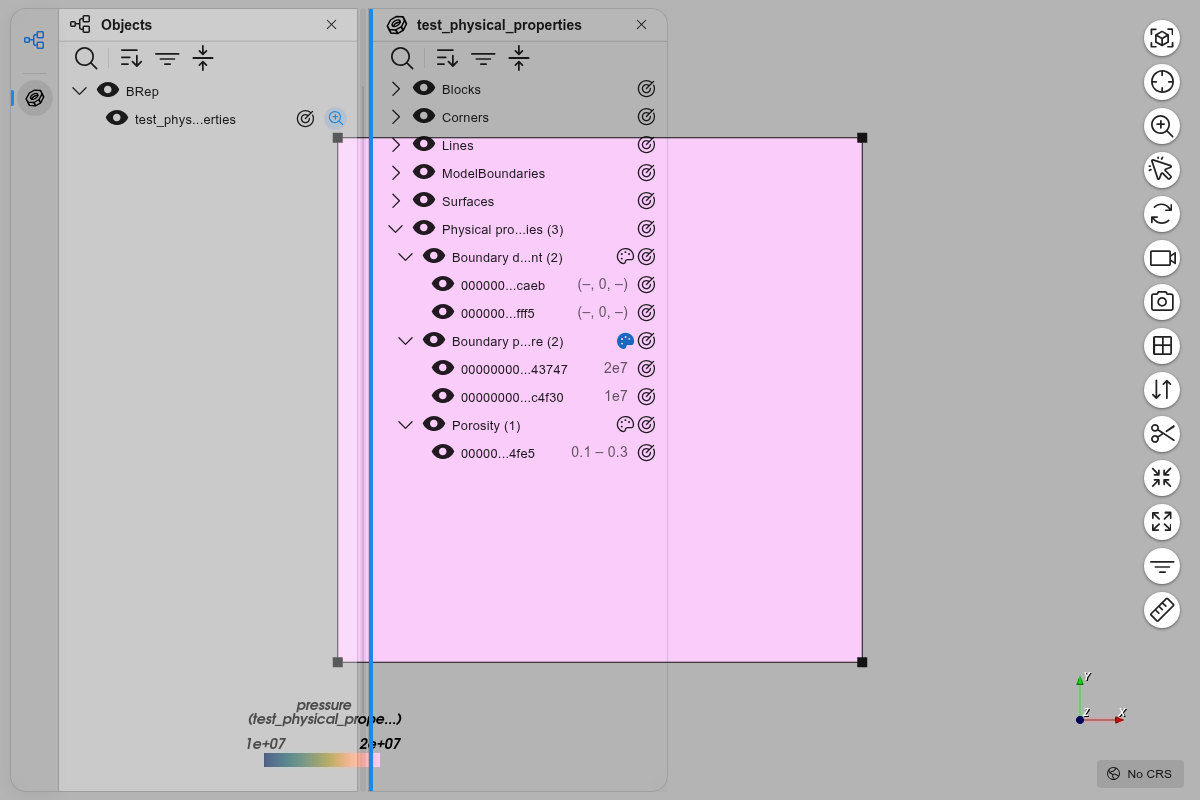 Objects
BRep
test_phys...erties
test_physical_properties
Blocks
Corners
Lines
ModelBoundaries
Surfaces
Physical pro...ies (3)
Boundary d...nt (2)
000000...caeb (–, 0, –)
000000...fff5 (–, 0, –)
Boundary p...re (2)
00000000...43747 2e7
00000000...c4f30 1e7
Porosity (1)
00000...4fe5 0.1 – 0.3
pressure
(test_physical_prope...)
1e+07 2e+07
Y
Z X
No CRS